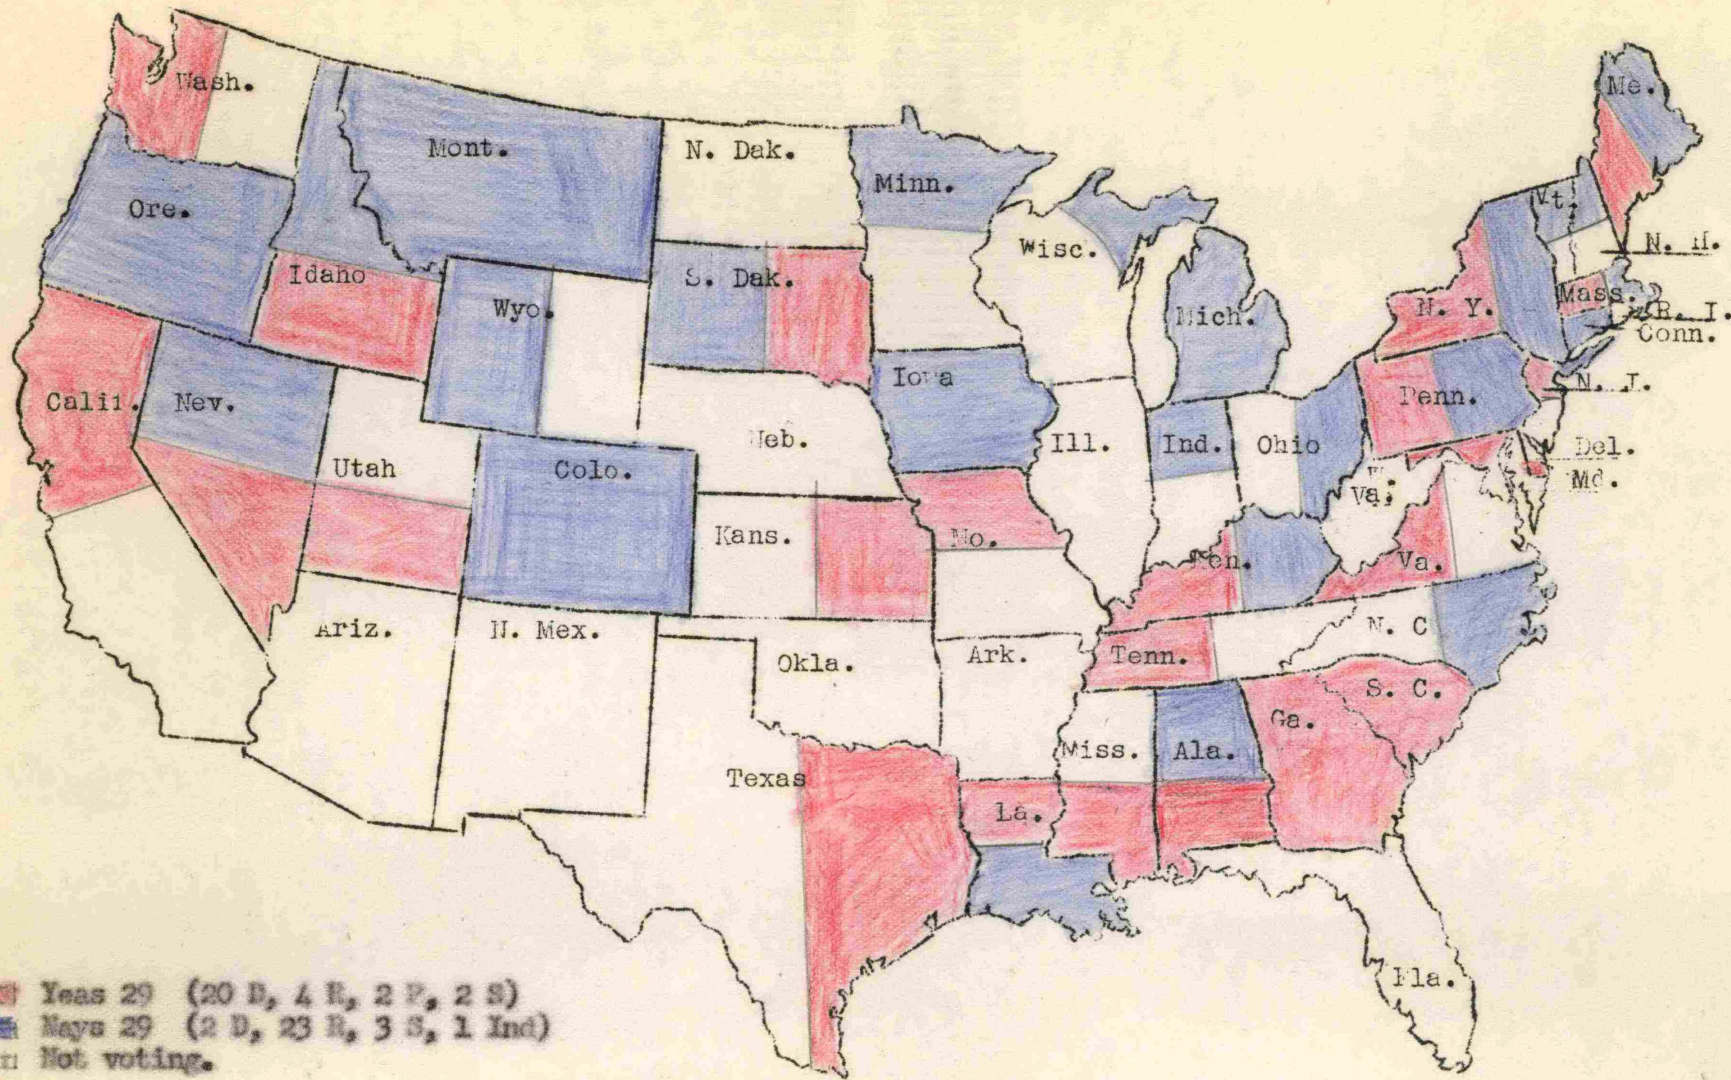 Wash.
Mont.
N. Dak.
Minn.
Me.
Ore.
Vt.
Idaho
Wyo.
S. Dak.
Wisc.
N. H.
Mich.
N. Y.
Mass.
R. I.
Conn.
Calif.
Nev.
Iowa
Penn.
N. J.
Neb.
Utah
Colo.
Ill.
Ind.
Ohio
W.
Va.
Del.
Md.
Kans.
Mo.
Ken.
Va.
Ariz.
N. Mex.
Okla.
Ark.
Tenn.
N. C
S. C.
Ga.
Texas
Miss.
Ala.
La.
Fla.
Yeas 29 (20 D, 4 R, 2 P, 2 S)
Nays 29 (2 D, 23 R, 3 S, 1 Ind)
Not voting.